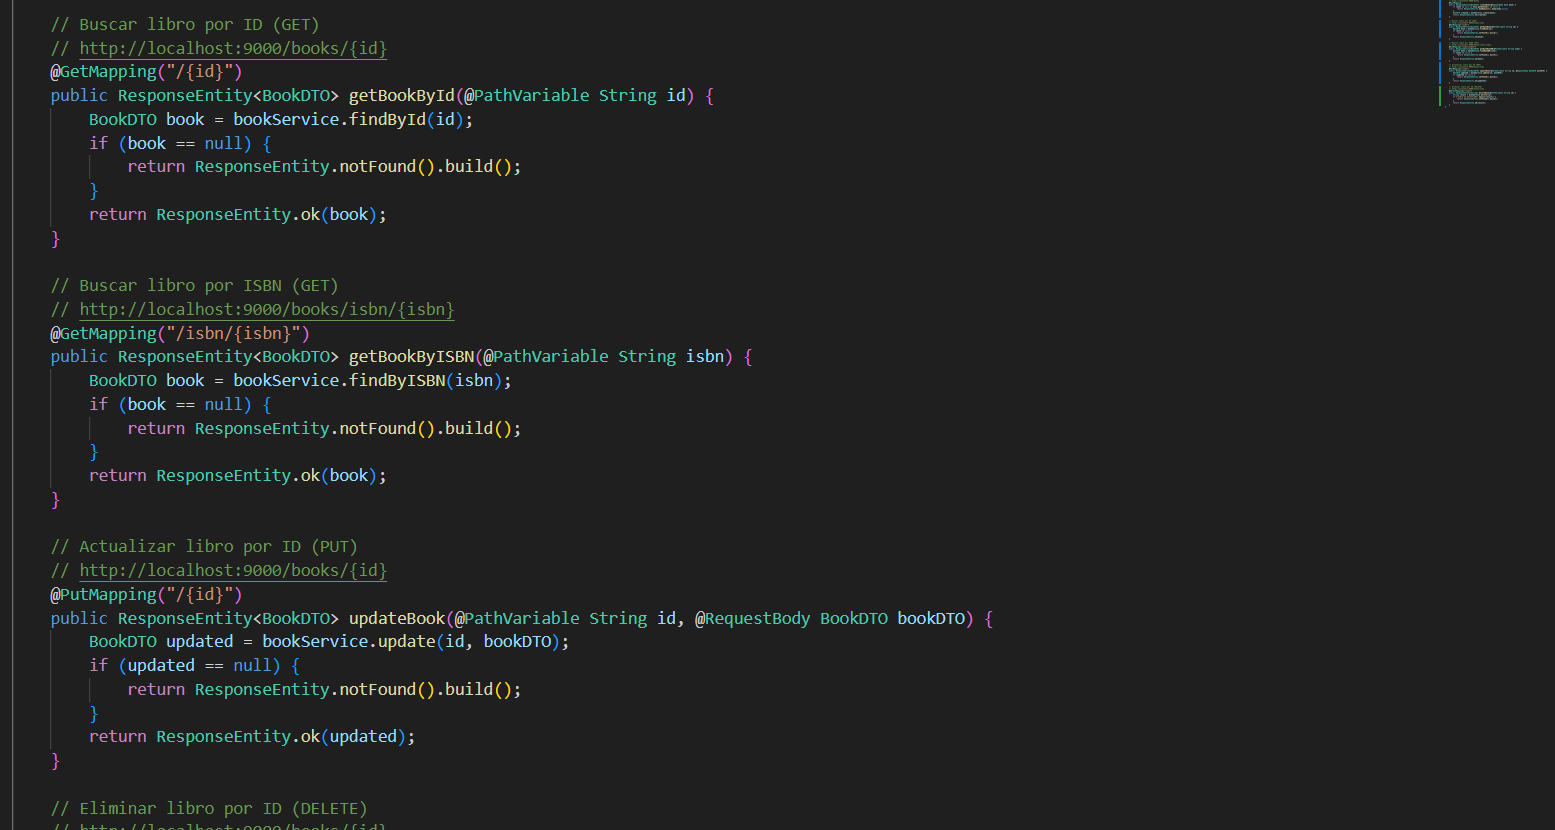 // Buscar libro por ID (GET)
// http://localhost:9000/books/{id}
@GetMapping("/{id}")
public ResponseEntity<BookDTO> getBookById(@PathVariable String id) {
BookDTO book = bookService.findById(id);
if (book == null) {
return ResponseEntity.notFound().build();
}
return ResponseEntity.ok(book);
}
// Buscar libro por ISBN (GET)
// http://localhost:9000/books/isbn/{isbn}
@GetMapping("/isbn/{isbn}")
public ResponseEntity<BookDTO> getBookByISBN(@PathVariable String isbn) {
BookDTO book = bookService.findByISBN(isbn);
if (book == null) {
return ResponseEntity.notFound().build();
}
return ResponseEntity.ok(book);
}
// Actualizar libro por ID (PUT)
// http://localhost:9000/books/{id}
@PutMapping("/{id}")
public ResponseEntity<BookDTO> updateBook(@PathVariable String id, @RequestBody BookDTO bookDTO) {
BookDTO updated = bookService.update(id, bookDTO);
if (updated == null) {
return ResponseEntity.notFound().build();
}
return ResponseEntity.ok(updated);
}
// Eliminar libro por ID (DELETE)
// http://localhost:9000/books/{id}